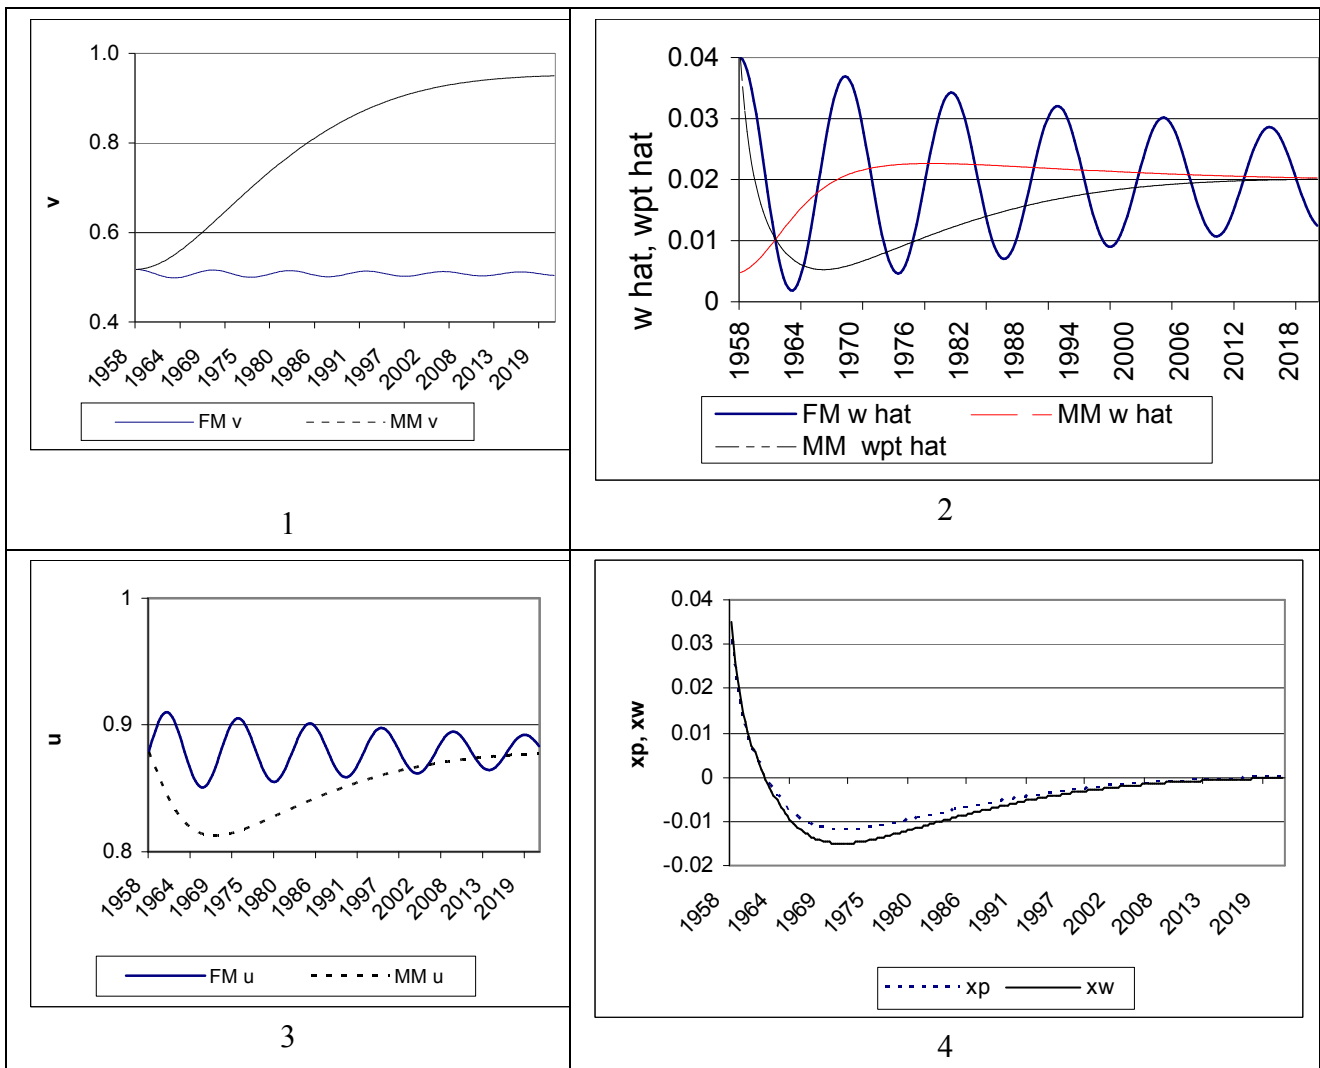 1.0
0.8
0.6
0.4
v
1958 1964 1969 1975 1980 1986 1991 1997 2002 2008 2013 2019
FM v MM v
1
0.04
0.03
0.02
0.01
0
w hat, wpt hat
1958 1964 1970 1976 1982 1988 1994 2000 2006 2012 2018
FM w hat MM w hat
MM wpt hat
2
1
0.9
0.8
u
1958 1964 1969 1975 1980 1986 1991 1997 2002 2008 2013 2019
FM u MM u
3
0.04
0.03
0.02
0.01
0
-0.01
-0.02
xp, xw
1958 1964 1969 1975 1980 1986 1991 1997 2002 2008 2013 2019
xp xw
4